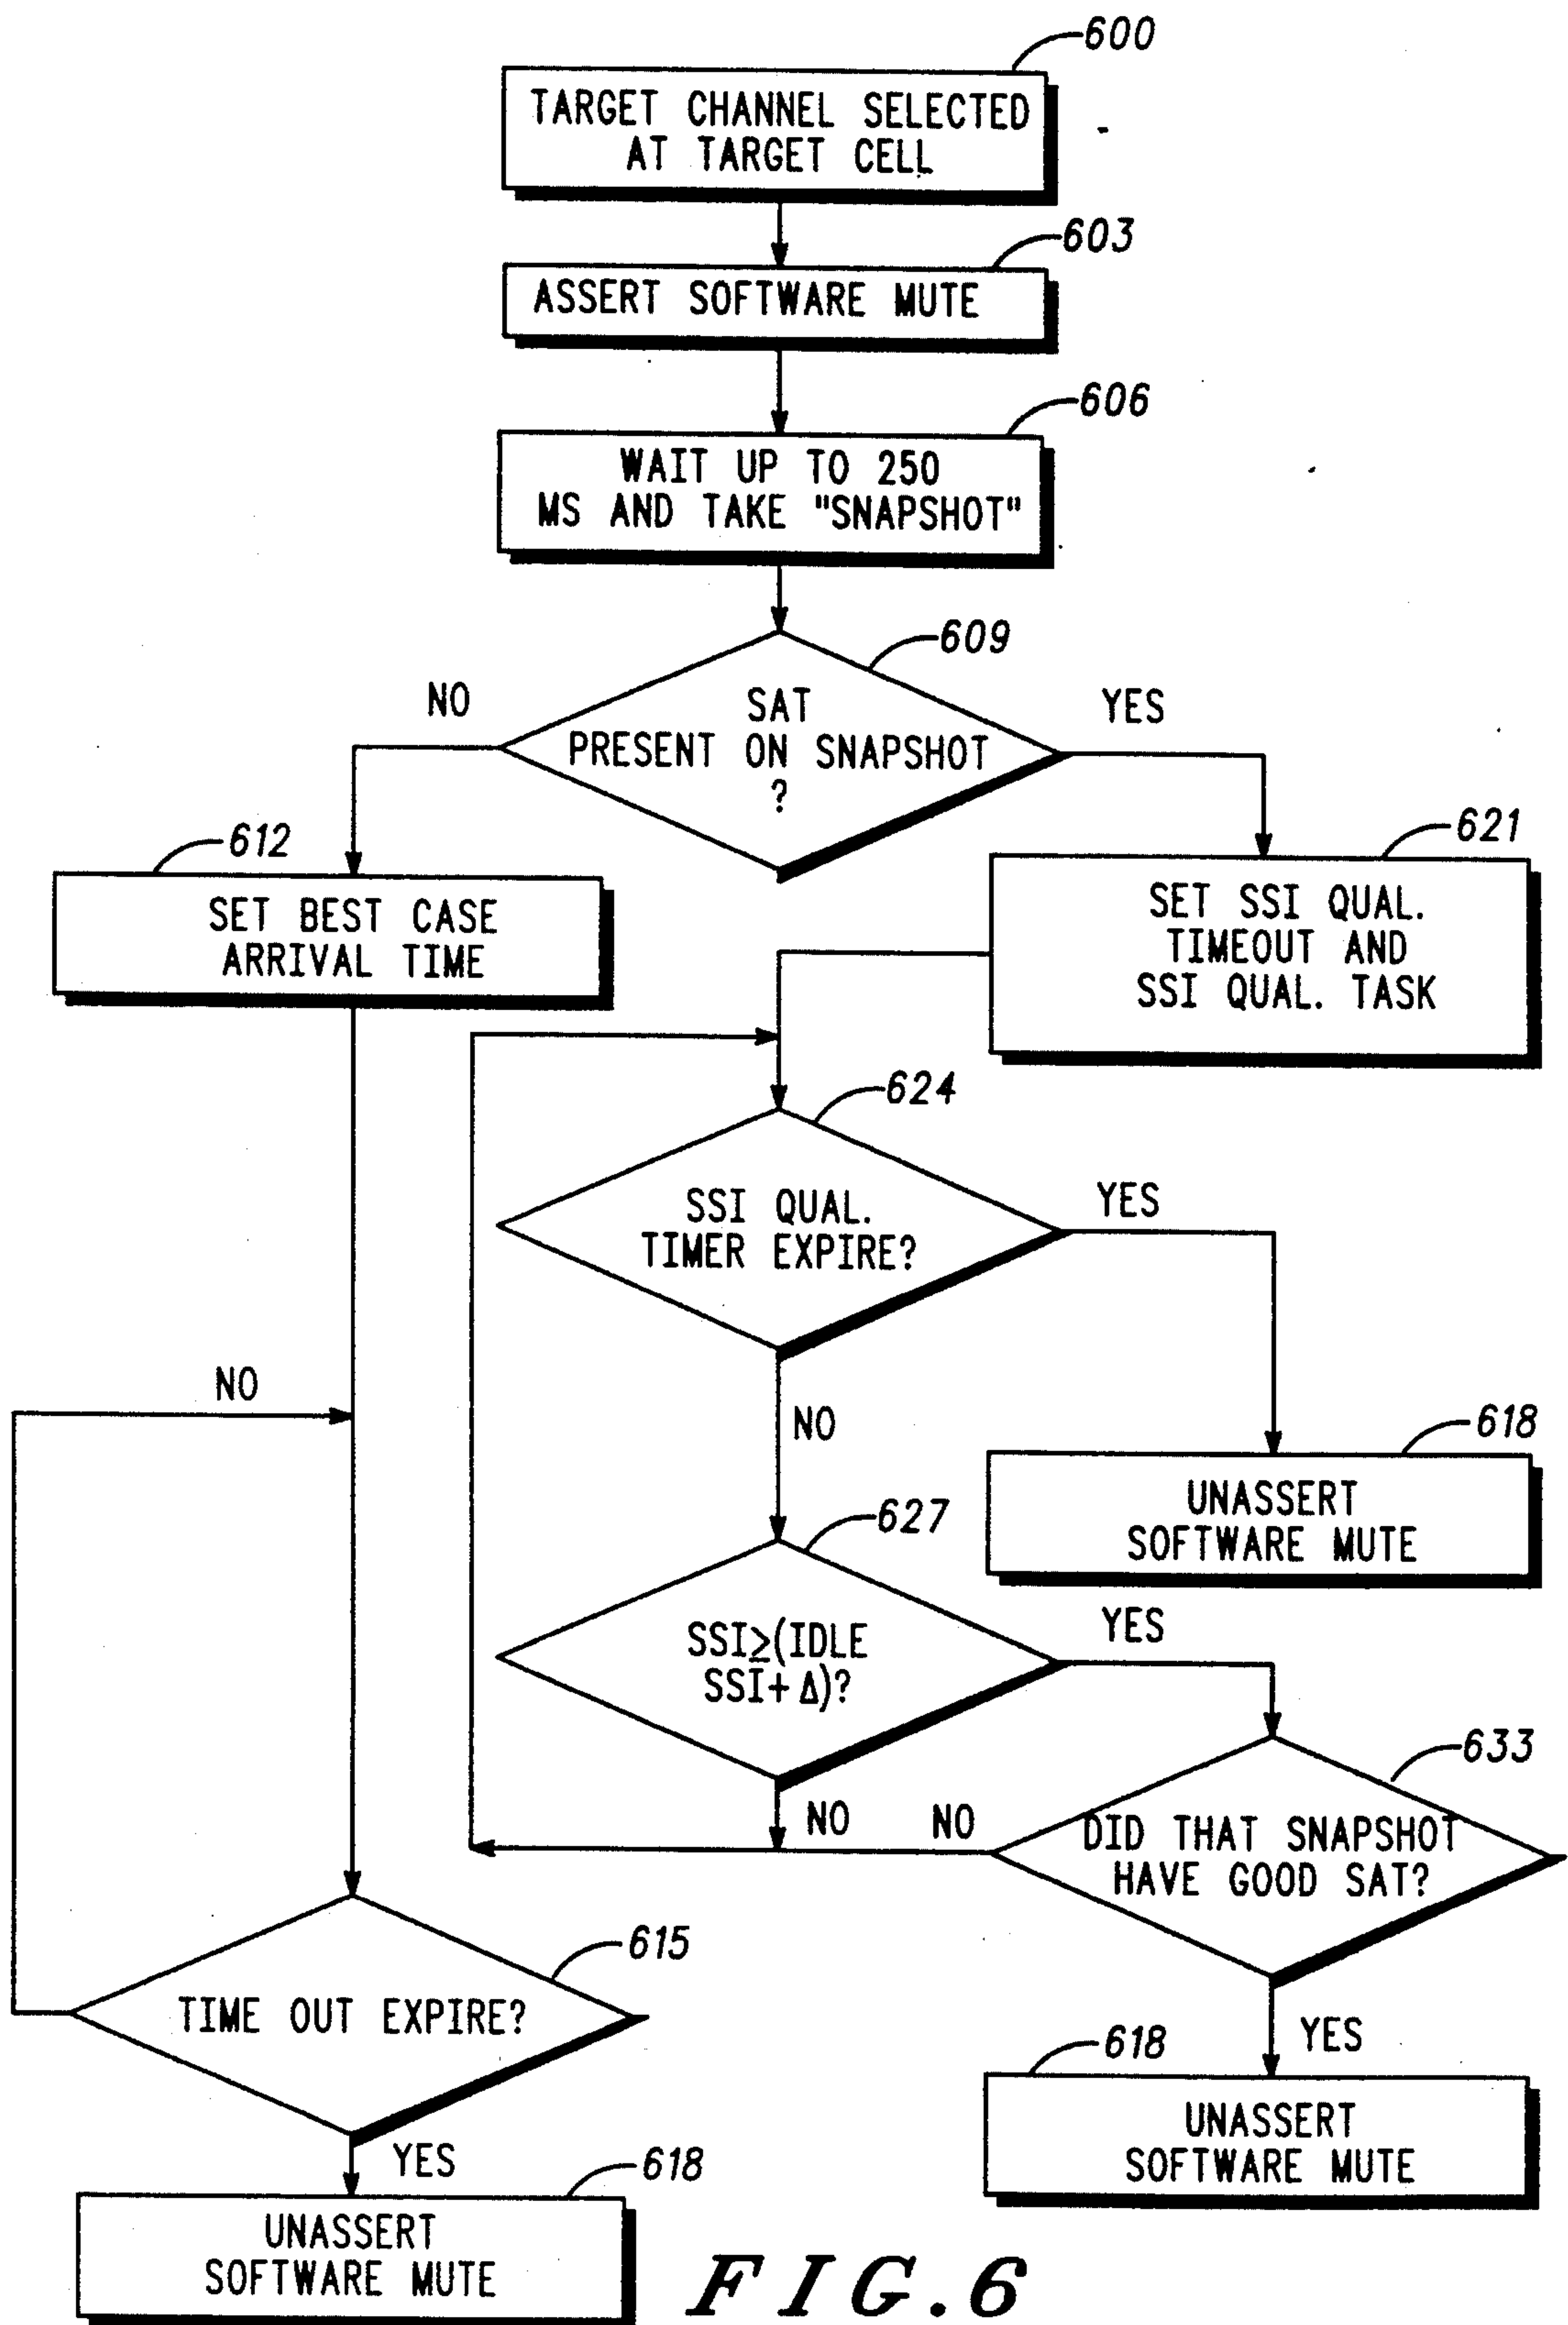 600
TARGET CHANNEL SELECTED
AT TARGET CELL
603
ASSERT SOFTWARE MUTE
606
WAIT UP TO 250
MS AND TAKE "SNAPSHOT"
609
NO
SAT
PRESENT ON SNAPSHOT
?
YES
612
SET BEST CASE
ARRIVAL TIME
621
SET SSI QUAL.
TIMEOUT AND
SSI QUAL. TASK
624
SSI QUAL.
TIMER EXPIRE?
YES
NO
NO
618
UNASSERT
SOFTWARE MUTE
627
SSI≥(IDLE
SSI+ Δ)?
YES
NO
633
NO
DID THAT SNAPSHOT
HAVE GOOD SAT?
615
TIME OUT EXPIRE?
YES
618
UNASSERT
SOFTWARE MUTE
YES
618
UNASSERT
SOFTWARE MUTE
FIG.6